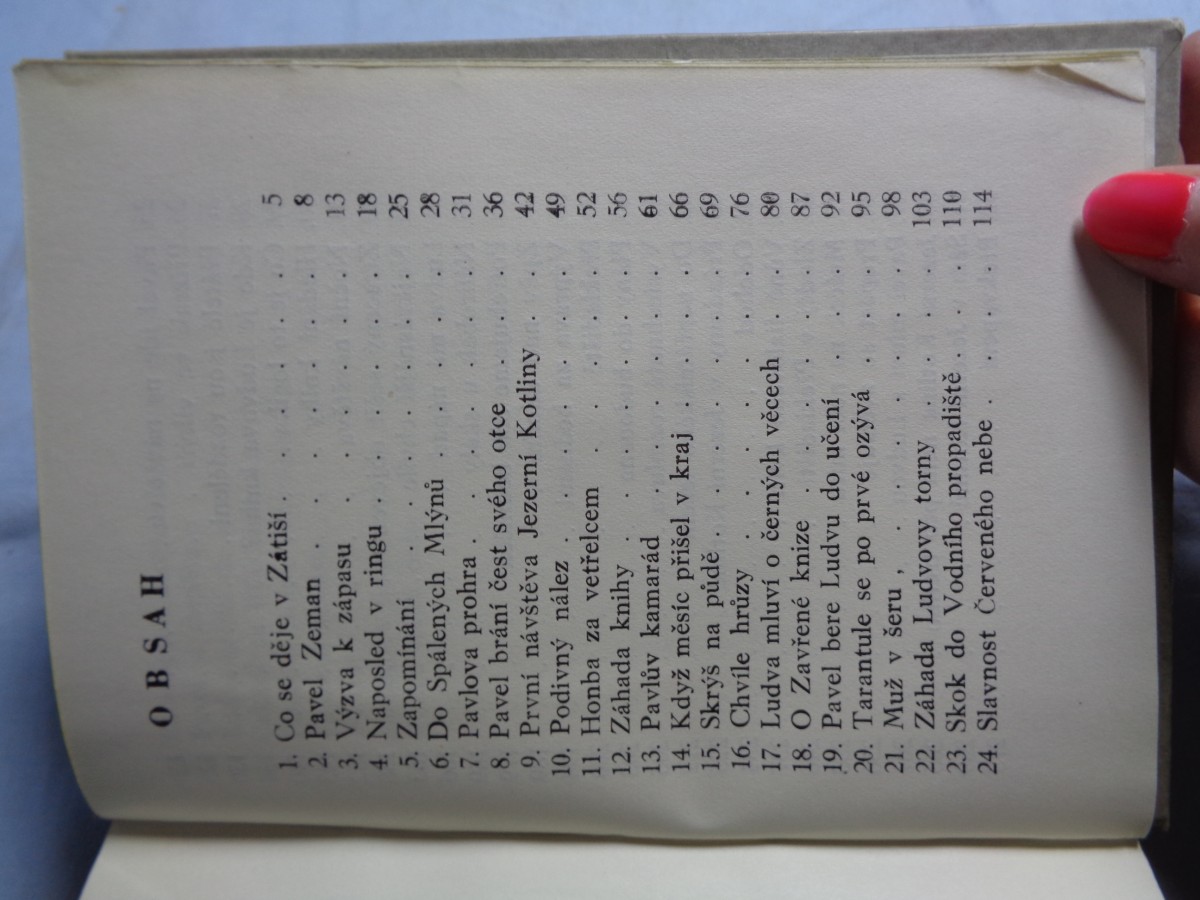 OBSAH
1. Co se děje v Zátiší . . . . . . . 5
2. Pavel Zeman . . . . . . . 8
3. Výzva k zápasu . . . . . . 13
4. Naposled v ringu . . . . . . 18
5. Zapomínání . . . . . . . 25
6. Do Spálených Mlýnů . . . . . 28
7. Pavlova prohra . . . . . . . 31
8. Pavel brání čest svého otce . . . . 36
9. První návštěva Jezerní Kotliny . . . 42
10. Podivný nález . . . . . . . 49
11. Honba za vetřelcem . . . . . . 52
12. Záhada knihy . . . . . . . 56
13. Pavlův kamarád . . . . . . . 61
14. Když měsíc přišel v kraj . . . . . 66
15. Skrýš na půdě . . . . . . . 69
16. Chvíle hrůzy . . . . . . . 76
17. Ludva mluví o černých věcech . . . 80
18. O Zavřené knize . . . . . . 87
19. Pavel bere Ludvu do učení . . . . 92
20. Tarantule se po prvé ozývá . . . . 95
21. Muž v šeru , . . . . . . . 98
22. Záhada Ludvovy torny . . . . . 103
23. Skok do Vodního propadiště . . . . 110
24. Slavnost Červeného nebe . . . . . 114